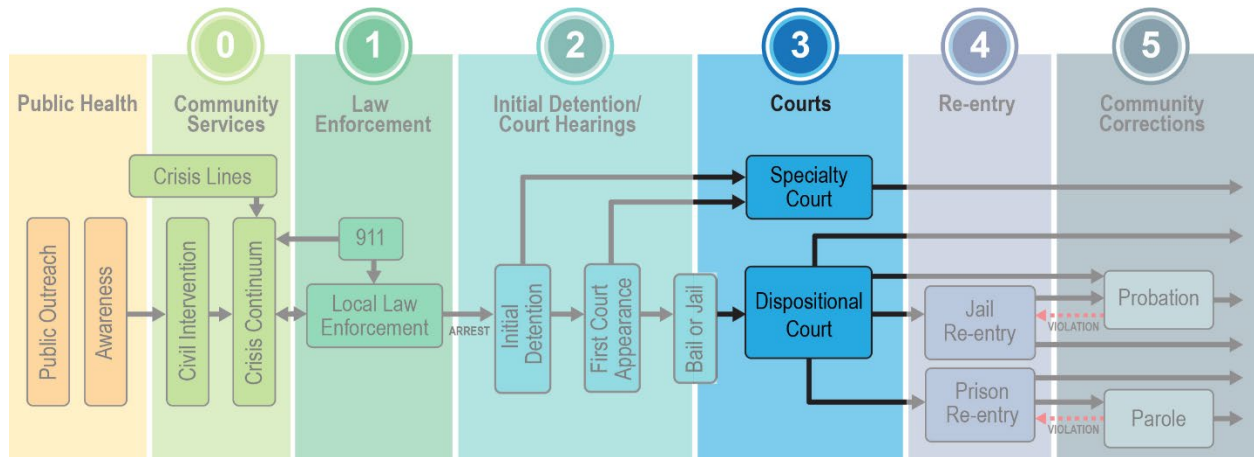 0
1
2
3
4
5
Public Health
Community
Services
Law
Enforcement
Initial Detention/
Court Hearings
Courts
Re-entry
Community
Corrections
Crisis Lines
Public Outreach
Awareness
Civil Intervention
Crisis Continuum
911
Local Law
Enforcement
ARREST
Initial
Detention
First Court
Appearance
Bail or Jail
Specialty
Court
Dispositional
Court
Jail
Re-entry
Prison
Re-entry
Probation
VIOLATION
Parole
VIOLATION